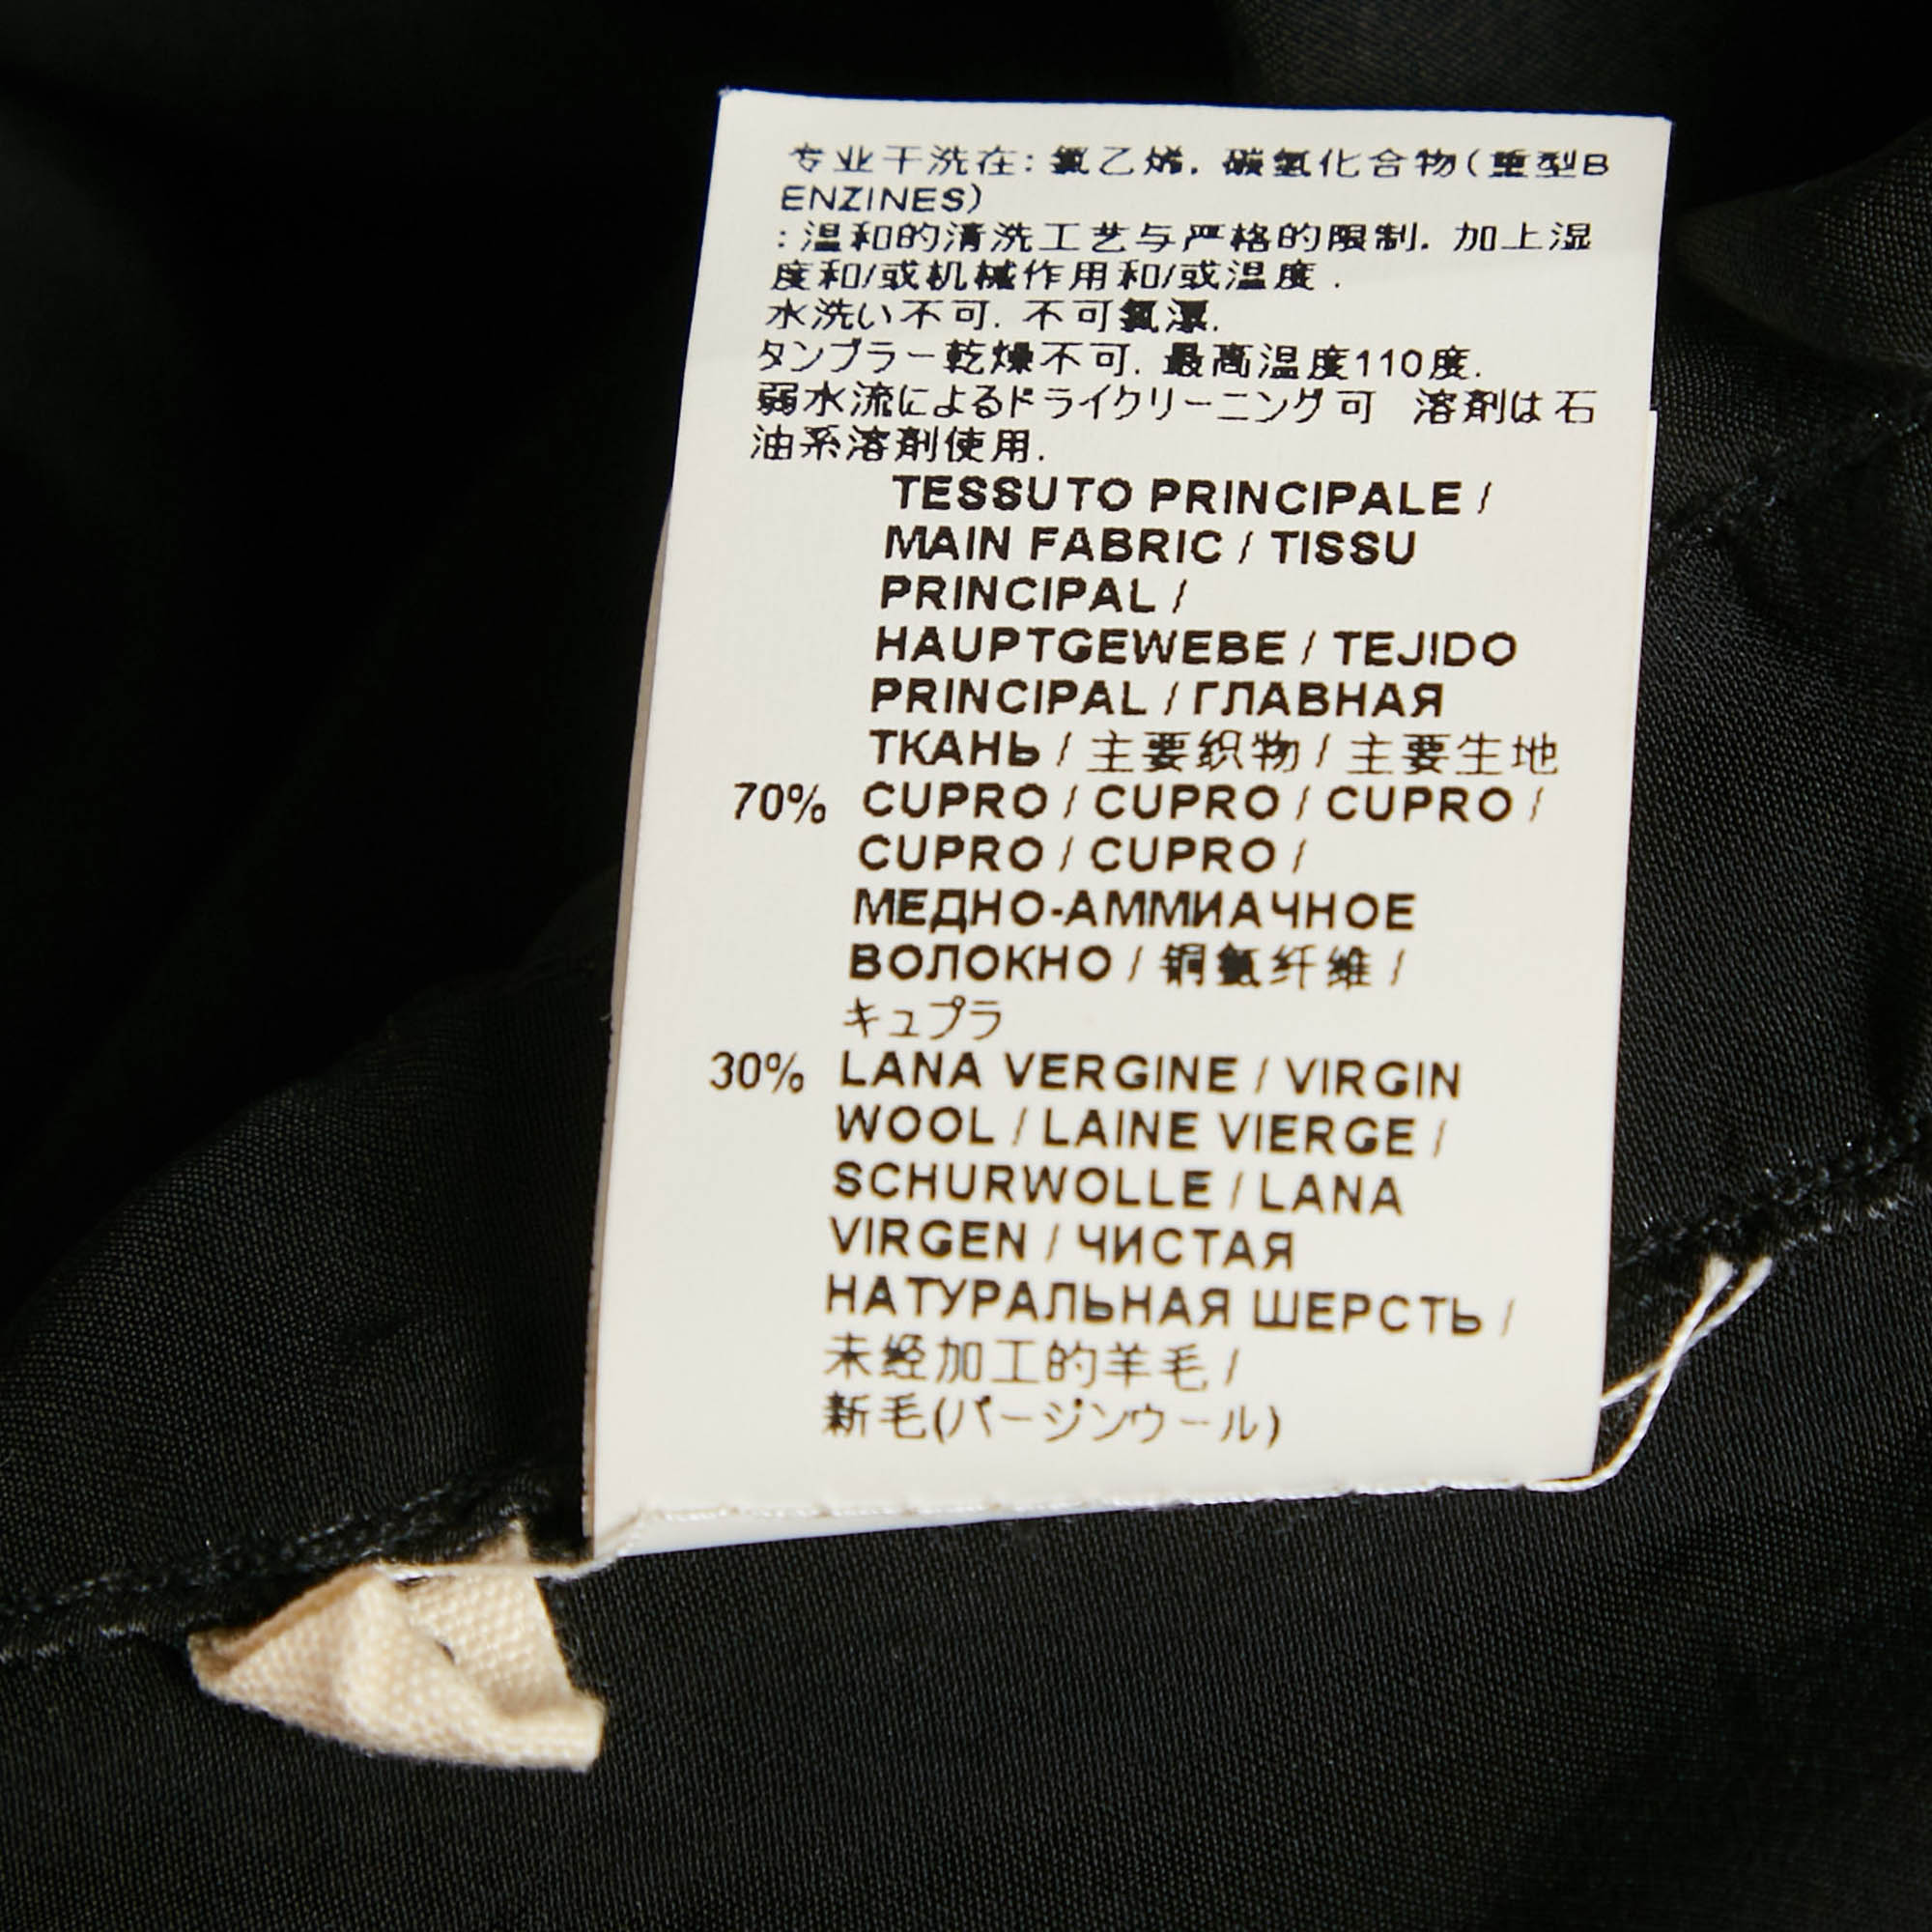 专业干洗在: 氯乙烯. 碳氢化合物(重型B
ENZINES)
:温和的清洗工艺与严格的限制. 加上湿
度和/或机械作用和/或温度.
水洗い不可. 不可氯漂.
タンブラー乾燥不可. 最高温度110度.
弱水流によるドライクリーニング可 溶剤は石
油系溶剤使用.
TESSUTO PRINCIPALE /
MAIN FABRIC / TISSU
PRINCIPAL /
HAUPTGEWEBE / TEJIDO
PRINCIPAL / ГЛАВНАЯ
ТКАНЬ / 主要织物 / 主要生地
70% CUPRO / CUPRO / CUPRO /
CUPRO / CUPRO /
МЕДНО-АММИАЧНОЕ
ВОЛОКНО / 铜氨纤维 /
キュプラ
30% LANA VERGINE / VIRGIN
WOOL / LAINE VIERGE /
SCHURWOLLE / LANA
VIRGEN / ЧИСТАЯ
НАТУРАЛЬНАЯ ШЕРСТЬ /
未经加工的羊毛 /
新毛(バージンウール)